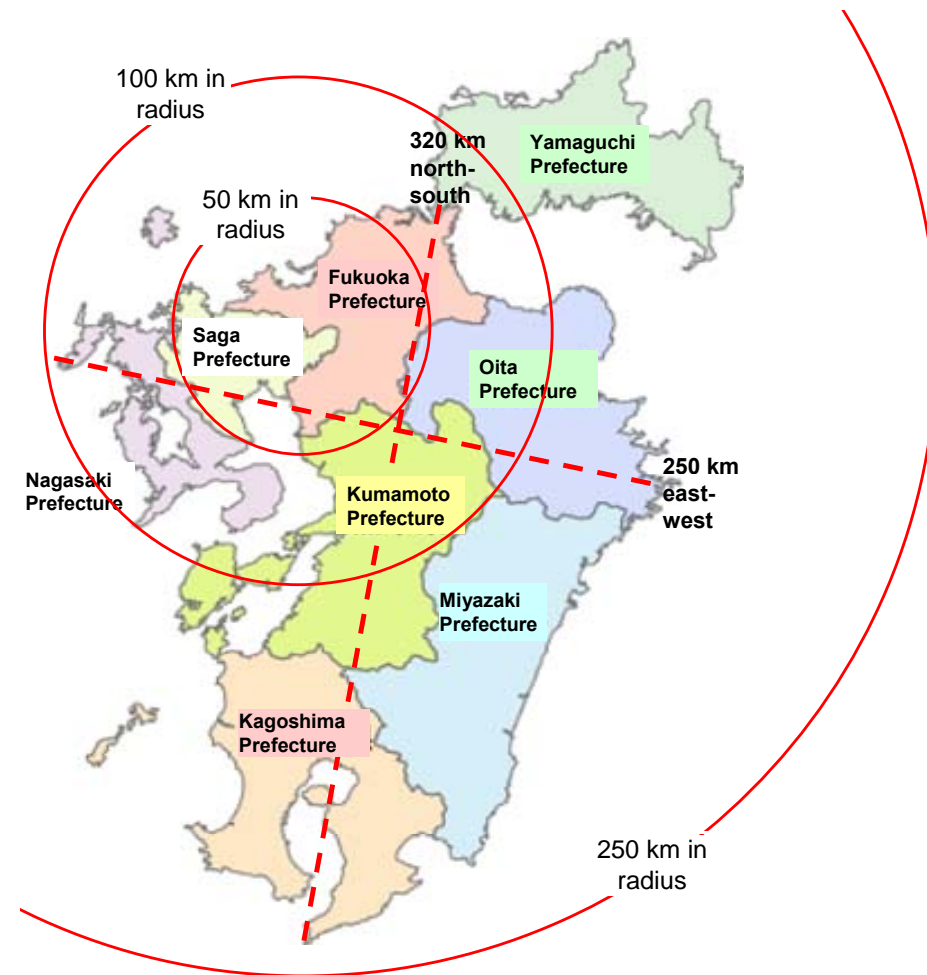 100 km in
radius
320 km
north-
south
Yamaguchi
Prefecture
50 km in
radius
Fukuoka
Prefecture
Saga
Prefecture
Oita
Prefecture
250 km
east-
west
Nagasaki
Prefecture
Kumamoto
Prefecture
Miyazaki
Prefecture
Kagoshima
Prefecture
250 km in
radius